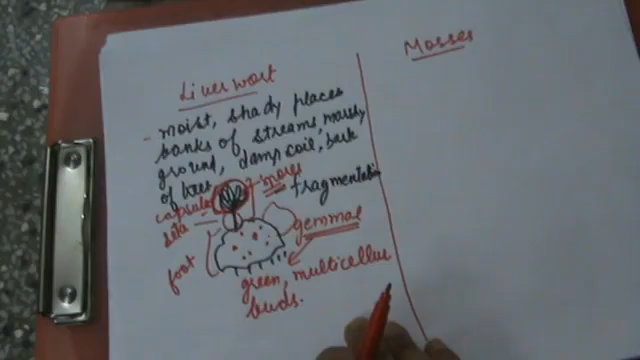 Liverwort
- moist, shady places
banks of streams, marshy
ground, damp soil, bark
of trees
capsule
seta
foot
- fragmentation
gemmae
green, multicellular
buds.
Mosses